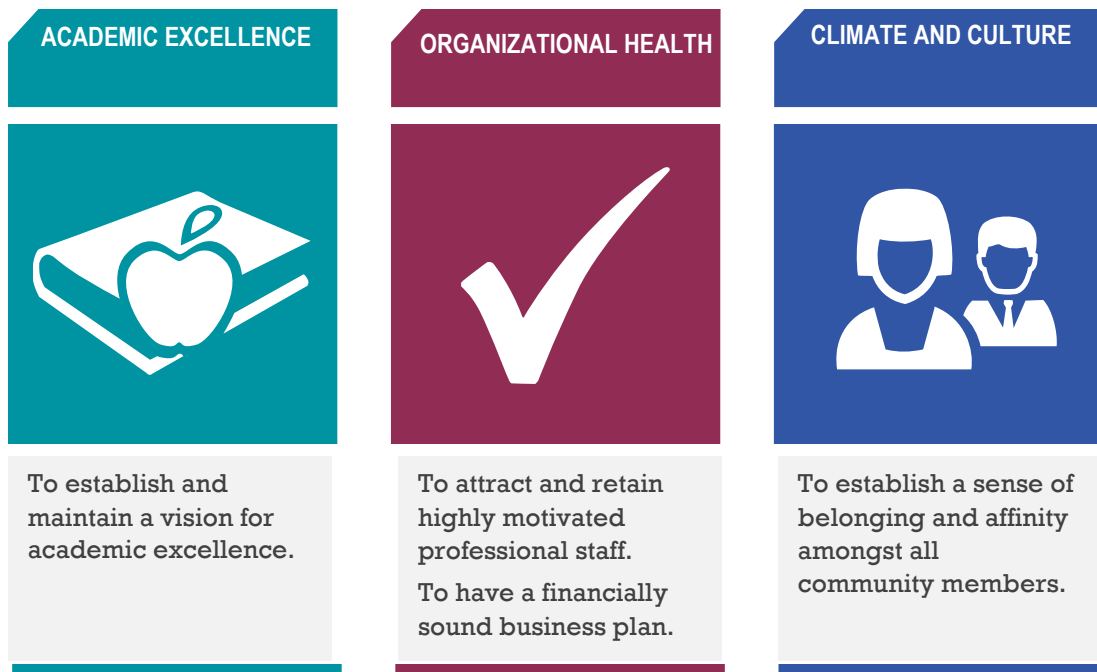 ACADEMIC EXCELLENCE
ORGANIZATIONAL HEALTH
CLIMATE AND CULTURE
To establish and
maintain a vision for
academic excellence.
To attract and retain
highly motivated
professional staff.
To have a financially
sound business plan.
To establish a sense of
belonging and affinity
amongst all
community members.